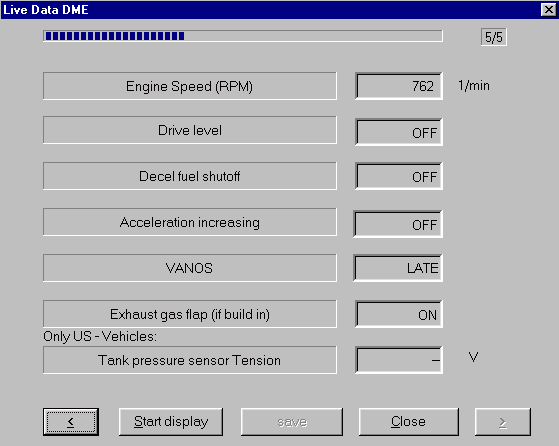 Live Data DME
5/5
Engine Speed (RPM) 762 1/min
Drive level OFF
Decel fuel shutoff OFF
Acceleration increasing OFF
VANOS LATE
Exhaust gas flap (if build in) ON
Only US - Vehicles:
Tank pressure sensor Tension – V
< Start display save Close >